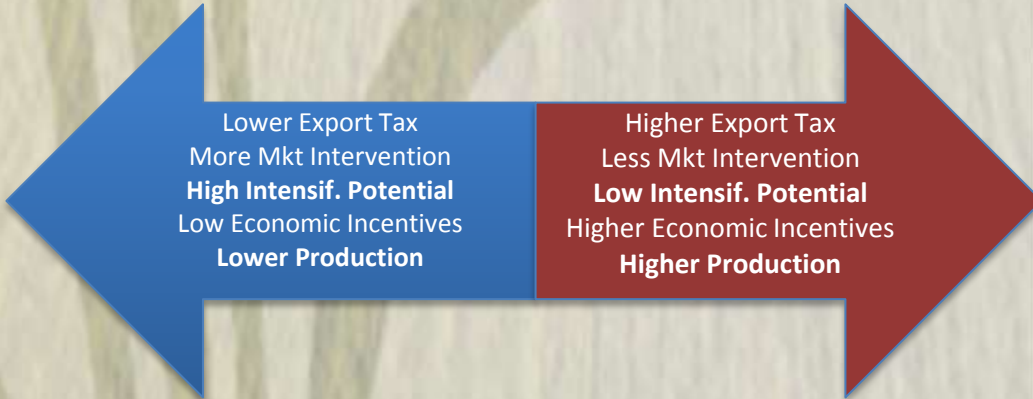 Lower Export Tax
More Mkt Intervention
High Intensif. Potential
Low Economic Incentives
Lower Production
Higher Export Tax
Less Mkt Intervention
Low Intensif. Potential
Higher Economic Incentives
Higher Production